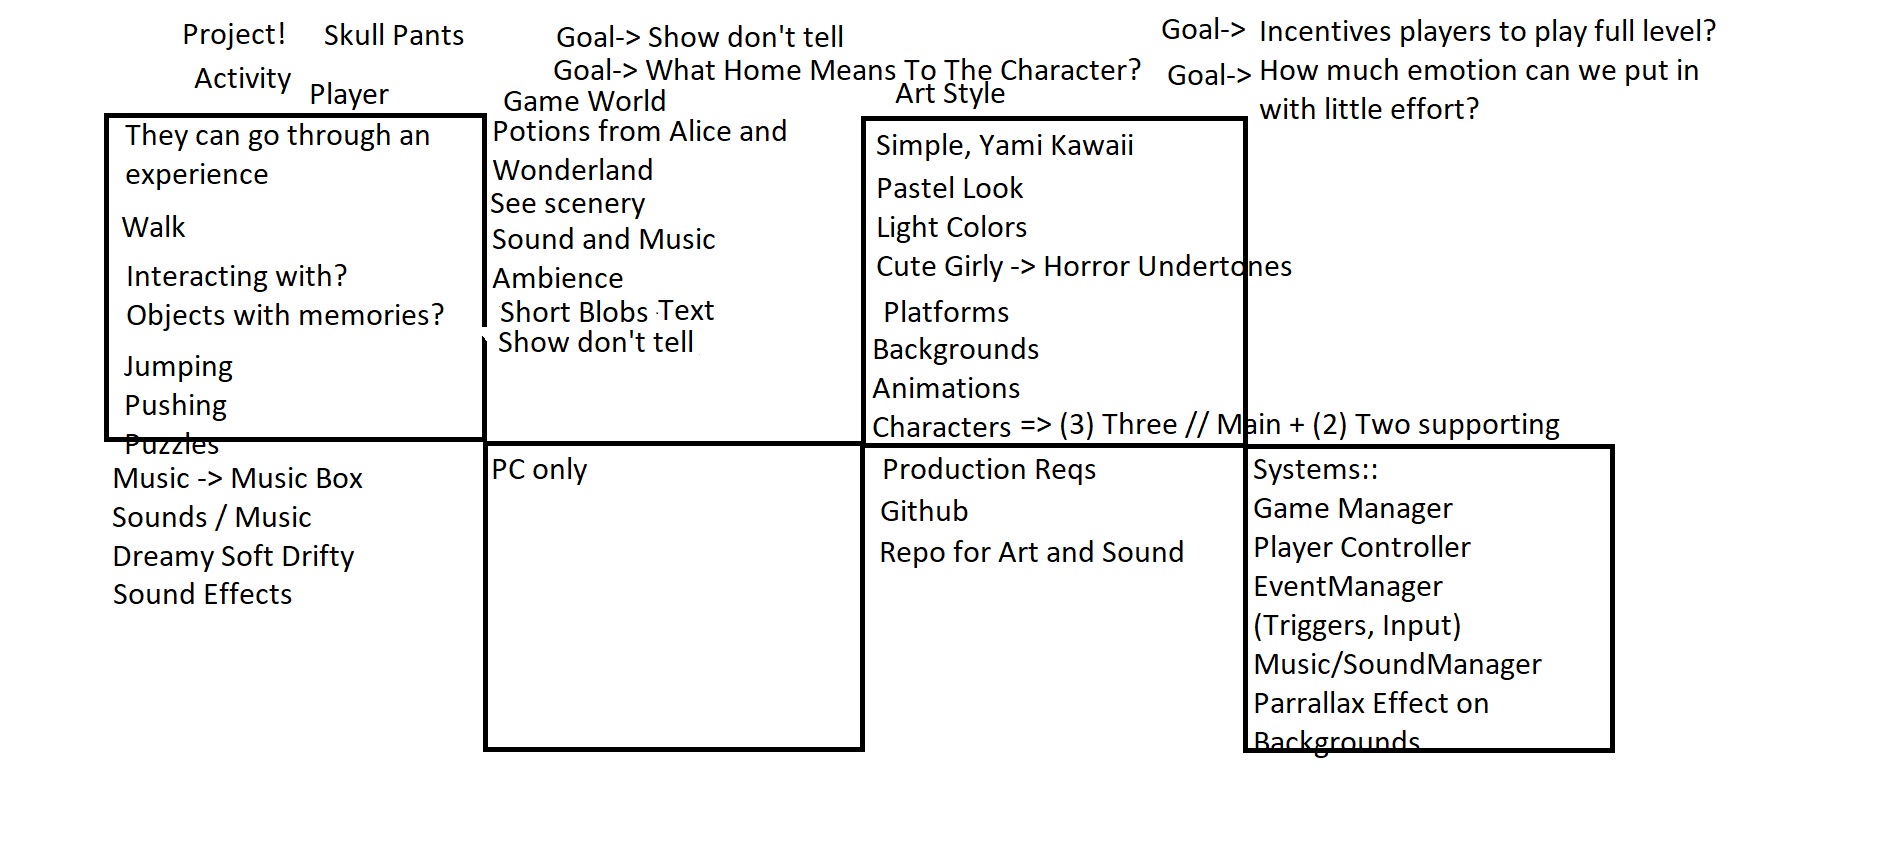 Project! Skull Pants
Activity
Player
Goal-> Show don't tell
Goal-> What Home Means To The Character?
Goal-> Incentives players to play full level?
Goal-> How much emotion can we put in
with little effort?
They can go through an
experience
Walk
Interacting with?
Objects with memories?
Jumping
Pushing
Puzzles
Game World
Potions from Alice and
Wonderland
See scenery
Sound and Music
Ambience
Short Blobs Text
Show don't tell
Art Style
Simple, Yami Kawaii
Pastel Look
Light Colors
Cute Girly -> Horror Undertones
Platforms
Backgrounds
Animations
Characters => (3) Three // Main + (2) Two supporting
Music -> Music Box
Sounds / Music
Dreamy Soft Drifty
Sound Effects
PC only
Production Reqs
Github
Repo for Art and Sound
Systems::
Game Manager
Player Controller
EventManager
(Triggers, Input)
Music/SoundManager
Parrallax Effect on
Backgrounds